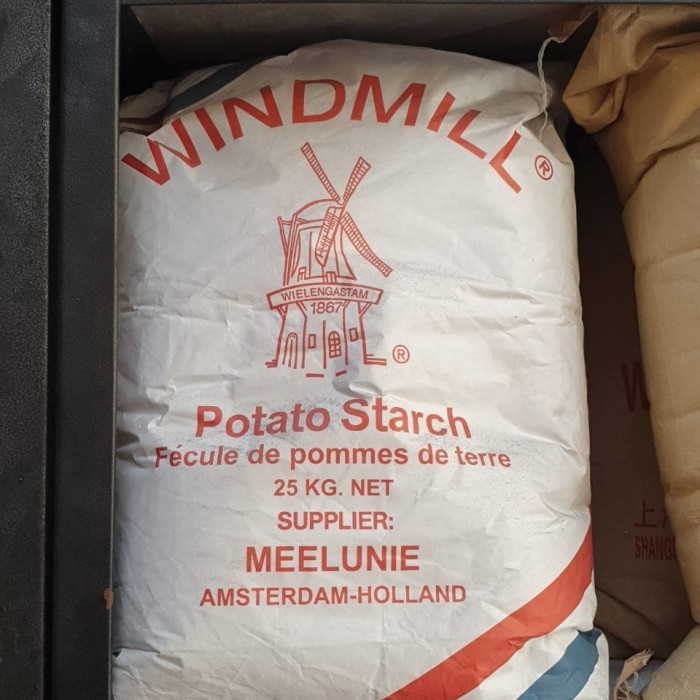 WINDMILL®
WIELENGASTAM
1867
®
Potato Starch
Fécule de pommes de terre
25 KG. NET
SUPPLIER:
MEELUNIE
AMSTERDAM-HOLLAND